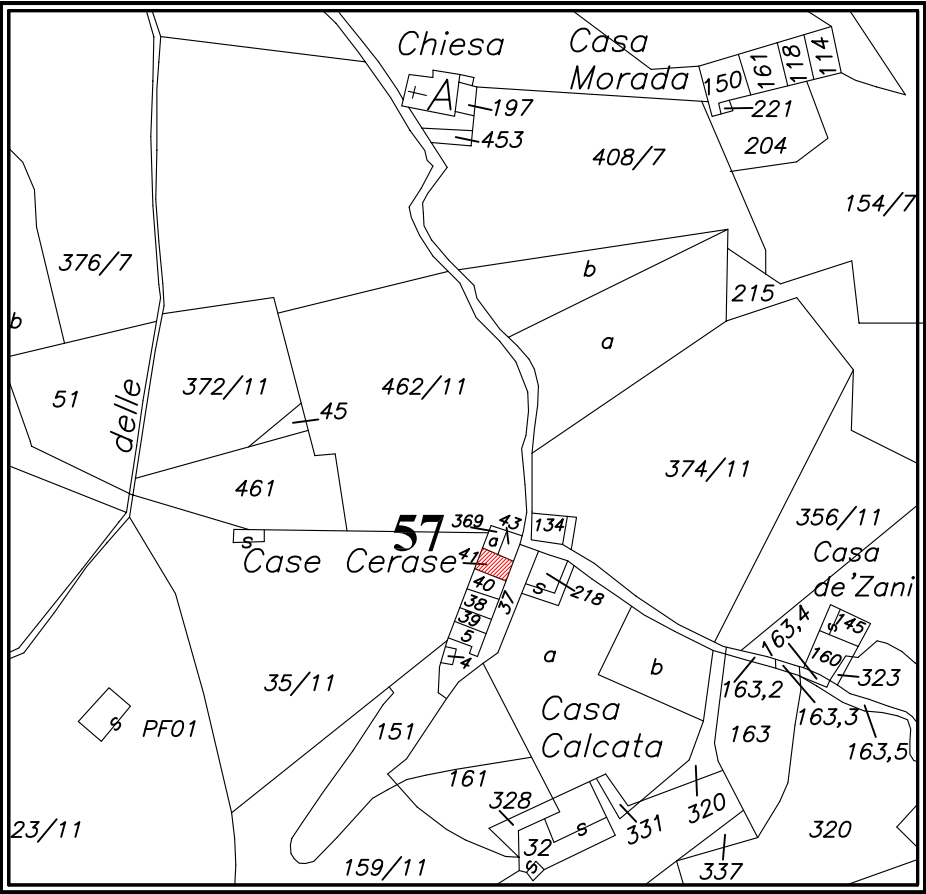 Chiesa
Casa
Morada
150
161
118
114
A
197
221
453
204
408/7
154/7
376/7
b
215
b
a
51
372/11
462/11
45
delle
374/11
461
356/11
57
369
43
134
a
s
Case Cerase
41
Casa
de'Zani
40
37
s
218
38
39
5
4
163,4
s
145
160
323
a
b
35/11
163,2
163,3
163
163,5
PF01
s
151
Casa
Calcata
161
328
s
331
320
320
23/11
32
s
159/11
337